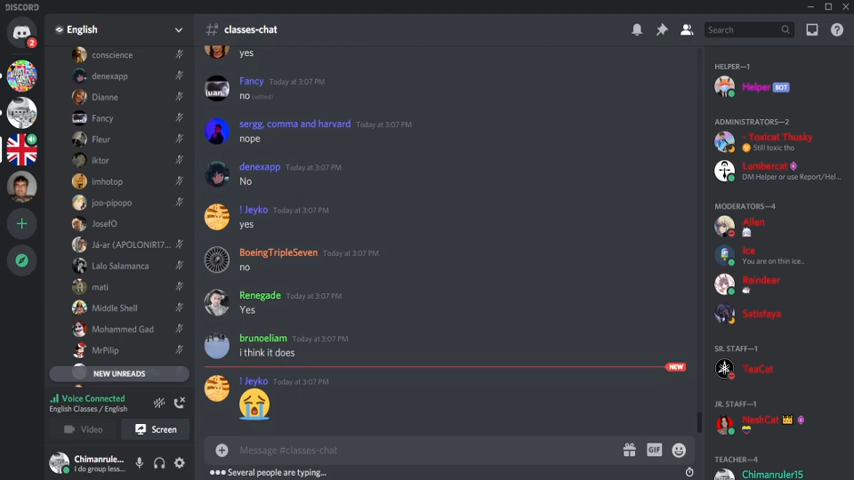 DISCORD
English
classes-chat
Search
2
conscience
denexapp
Dianne
Fancy
Fleur
iktor
imhotop
joo-pipopo
JosefO
Já-ar (APOLONIR17...
Lalo Salamanca
mati
Middle Shell
Mohammed Gad
MrPilip
NEW UNREADS
Voice Connected
English Classes / English
Video
Screen
Chimanruler...
I do group less...
yes
Fancy Today at 3:07 PM
no (edited)
sergg, comma and harvard Today at 3:07 PM
nope
denexapp Today at 3:07 PM
No
! Jeyko Today at 3:07 PM
yes
BoeingTripleSeven Today at 3:07 PM
no
Renegade Today at 3:07 PM
Yes
brunoeliam Today at 3:07 PM
i think it does
NEW
! Jeyko Today at 3:07 PM
Message #classes-chat
GIF
Several people are typing...
HELPER—1
Helper BOT
ADMINISTRATORS—2
- Toxicat Thusky
Still toxic tho
Lumbercat
DM Helper or use Report/Hel...
MODERATORS—4
Allen
Ice
You are on thin ice..
Reindeer
Satisfaya
SR. STAFF—1
TeaCat
JR. STAFF—1
NeshCat
TEACHER—4
Chimanruler15